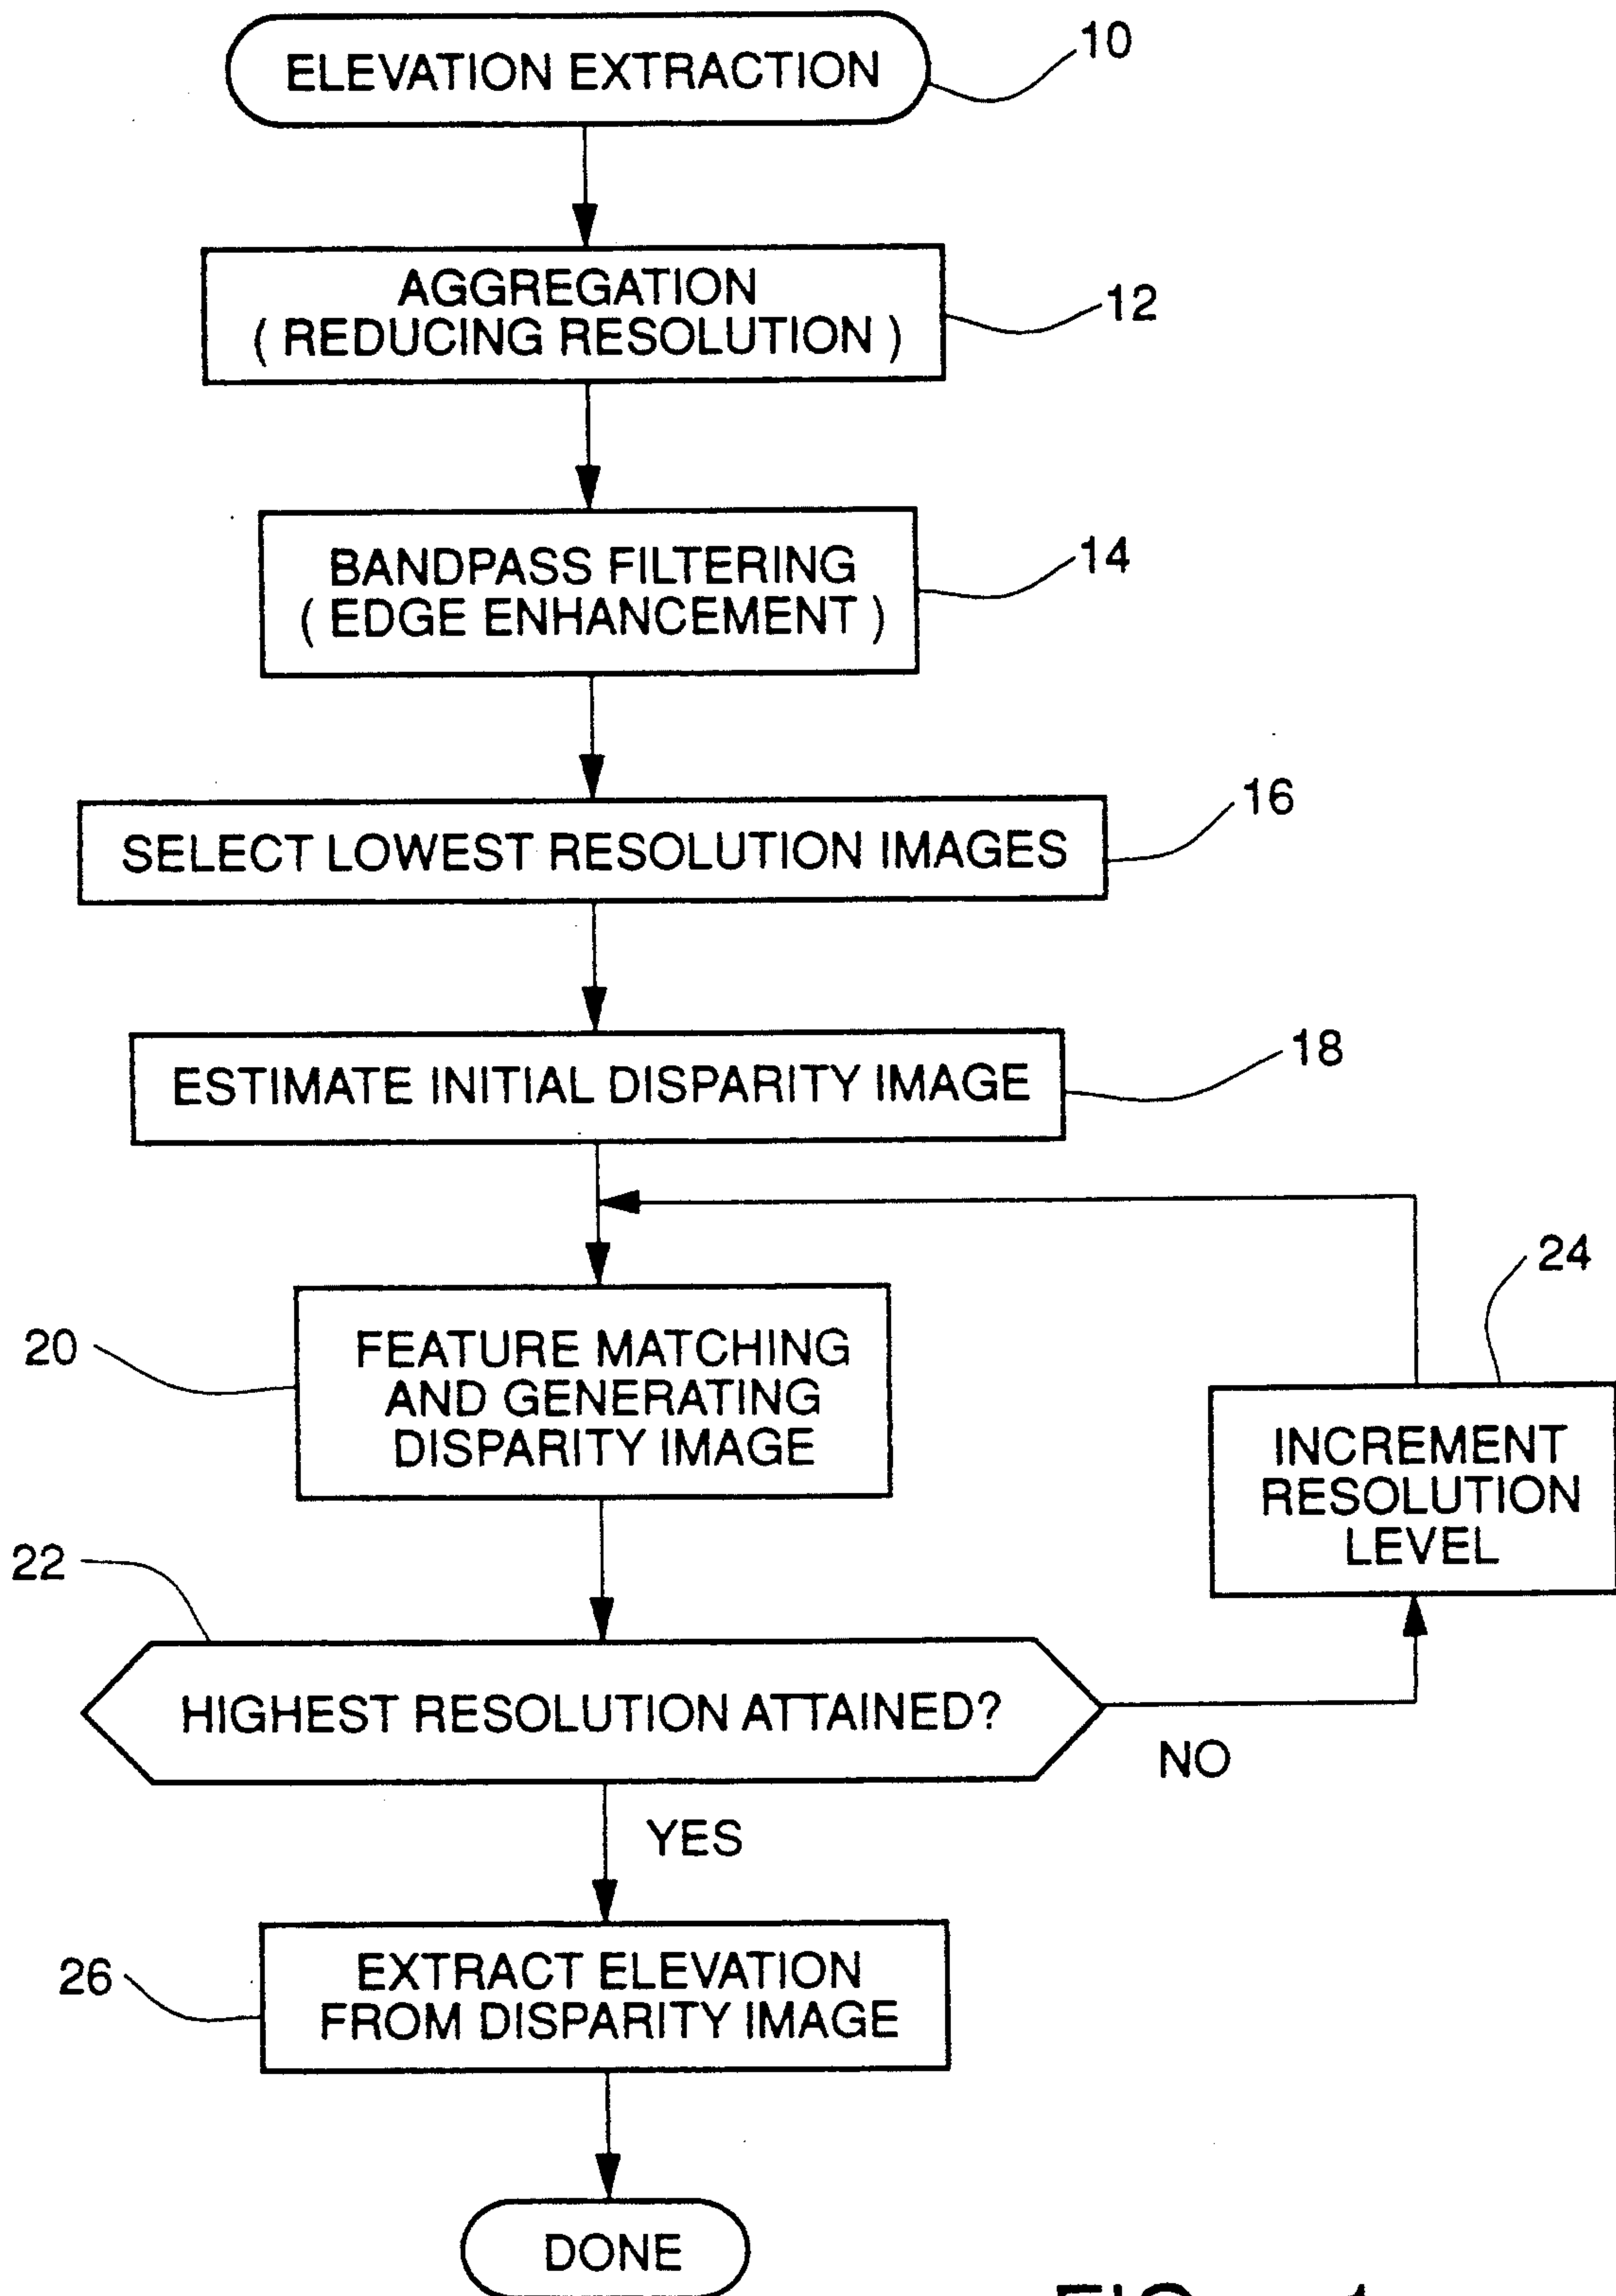 ELEVATION EXTRACTION
10
AGGREGATION
( REDUCING RESOLUTION )
12
BANDPASS FILTERING
( EDGE ENHANCEMENT )
14
SELECT LOWEST RESOLUTION IMAGES
16
ESTIMATE INITIAL DISPARITY IMAGE
18
20
FEATURE MATCHING
AND GENERATING
DISPARITY IMAGE
24
INCREMENT
RESOLUTION
LEVEL
22
HIGHEST RESOLUTION ATTAINED?
NO
YES
26
EXTRACT ELEVATION
FROM DISPARITY IMAGE
DONE